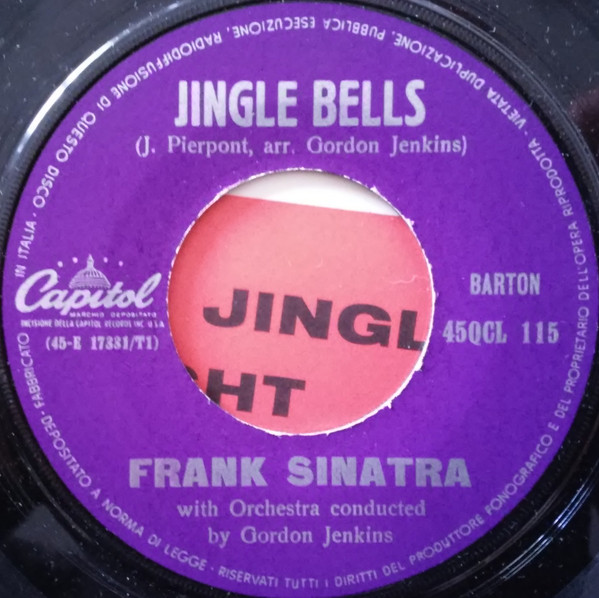 JINGLE BELLS
(J. Pierpont, arr. Gordon Jenkins)
Capitol
MARCHIO DEPOSITATO
INCISIONE DELLA CAPITOL RECORDS INC. U.S.A.
(45-E 17381/T1)
BARTON
45QCL 115
JINGL
HT
FRANK SINATRA
with Orchestra conducted
by Gordon Jenkins
FABBRICATO IN ITALIA · VIETATA DUPLICAZIONE, PUBBLICA ESECUZIONE, RADIODIFFUSIONE DI QUESTO DISCO
DEPOSITATO A NORMA DI LEGGE · RISERVATI TUTTI I DIRITTI DEL PRODUTTORE FONOGRAFICO E DEL PROPRIETARIO DELL'OPERA RIPRODOTTA ·